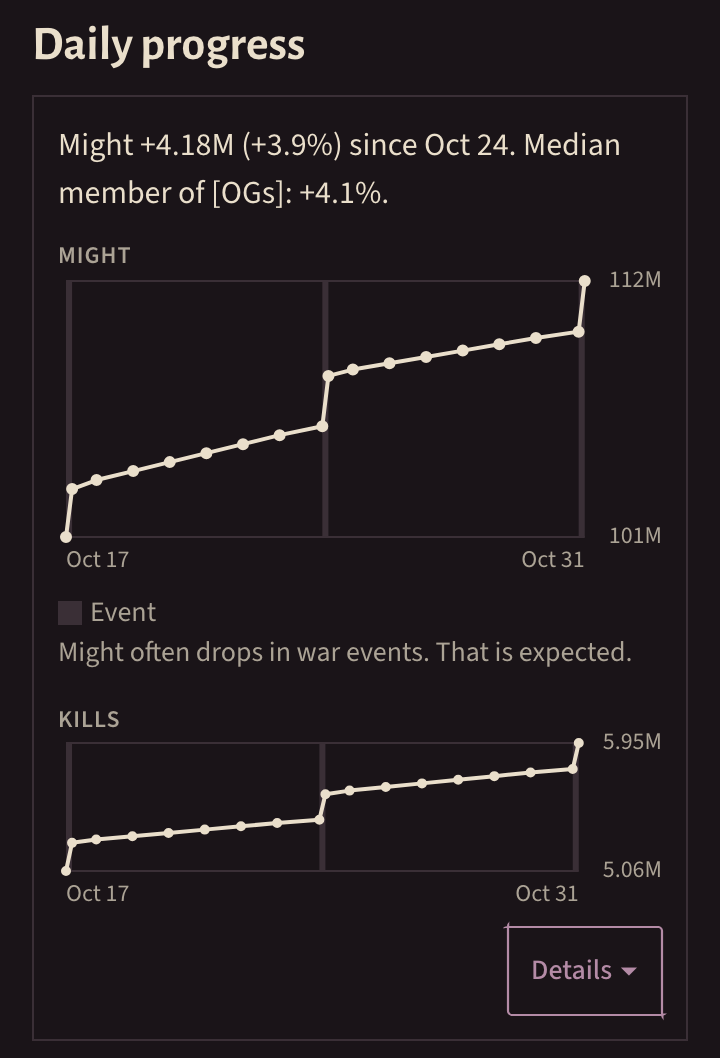 Daily progress
Might +4.18M (+3.9%) since Oct 24. Median
member of [OGs]: +4.1%.
MIGHT
112M
101M
Oct 17
Oct 31
Event
Might often drops in war events. That is expected.
KILLS
5.95M
5.06M
Oct 17
Oct 31
Details